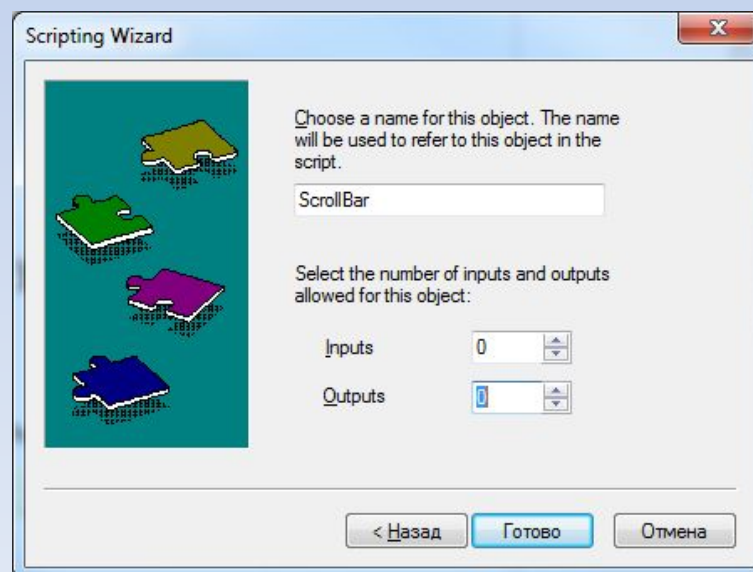 Scripting Wizard
Choose a name for this object. The name
will be used to refer to this object in the
script.
ScrollBar
Select the number of inputs and outputs
allowed for this object:
Inputs 0
Outputs 0
< Назад Готово Отмена